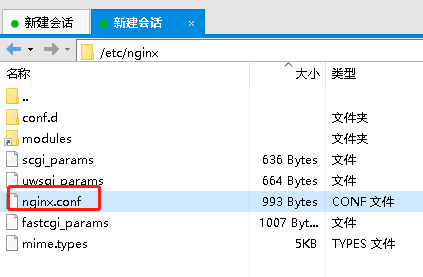 新建会话 新建会话 ×
/etc/nginx
名称 大小 类型
..
conf.d 文件夹
modules 文件夹
scgi_params 636 Bytes 文件
uwsgi_params 664 Bytes 文件
nginx.conf 993 Bytes CONF 文件
fastcgi_params 1007 Byt... 文件
mime.types 5KB TYPES 文件